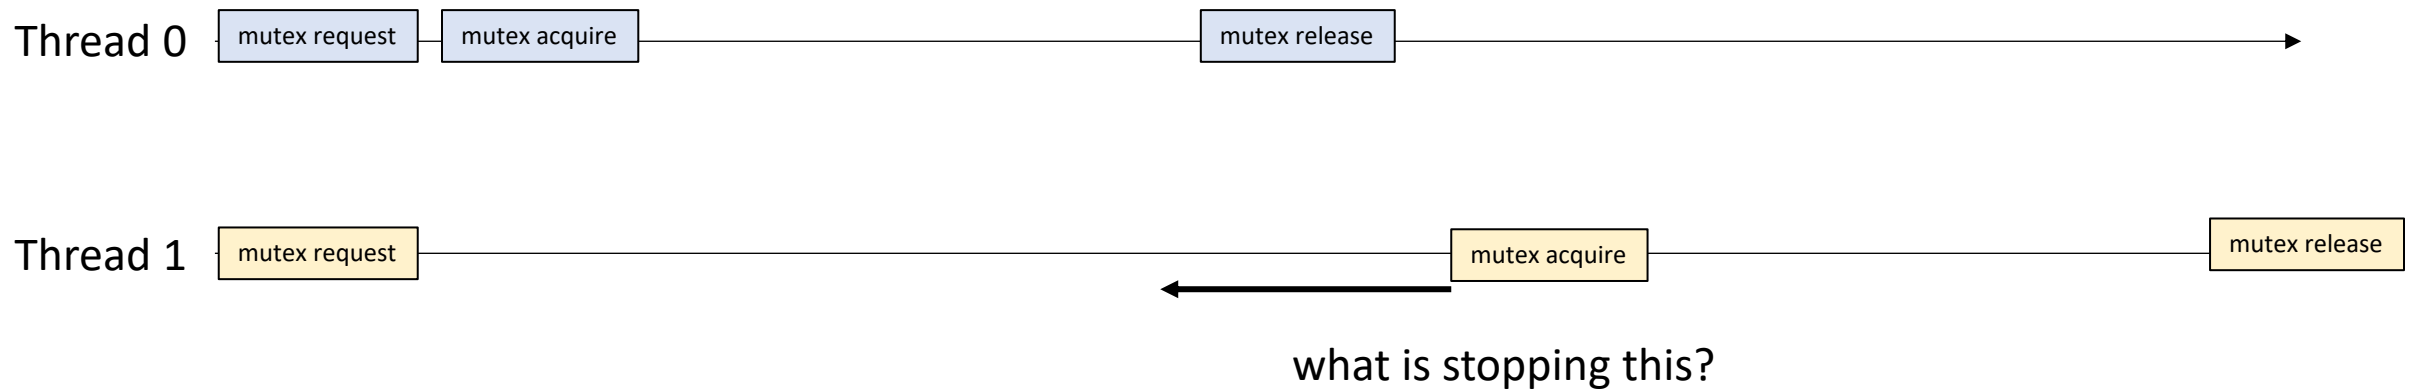 Thread 0
mutex request
mutex acquire
mutex release
Thread 1
mutex request
mutex acquire
mutex release
what is stopping this?